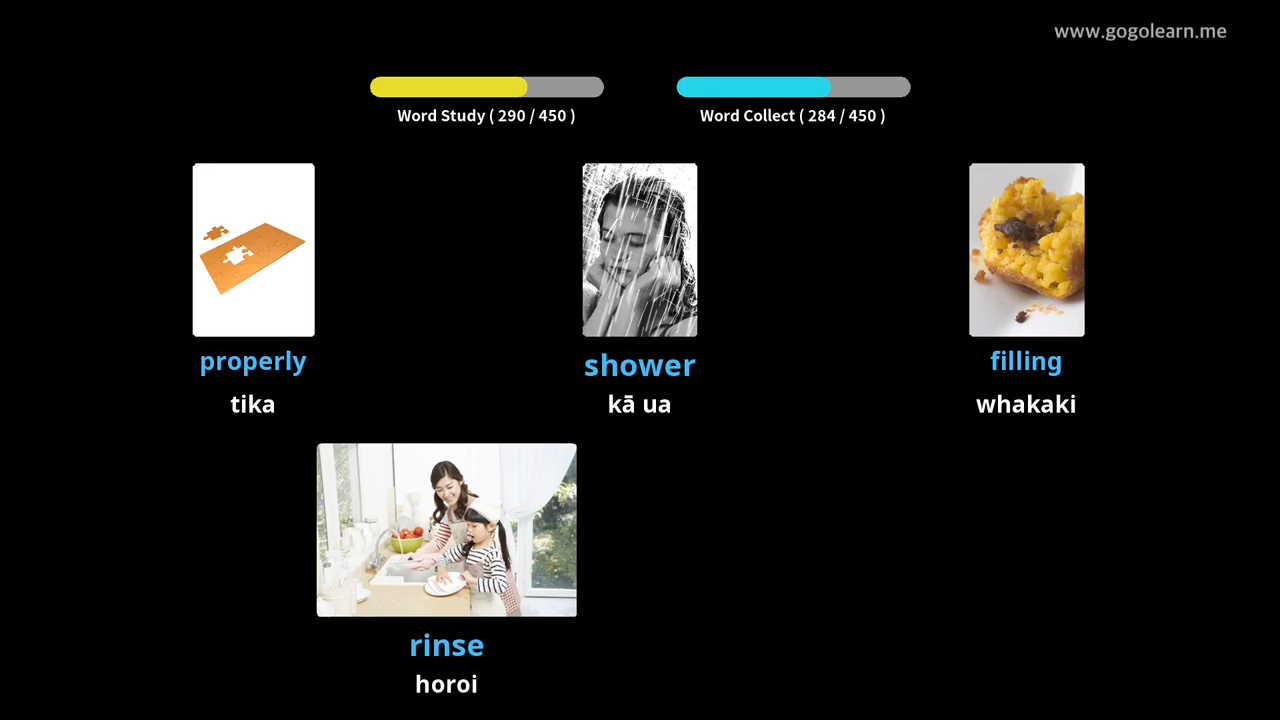 www.gogolearn.me
Word Study ( 290 / 450 )
Word Collect ( 284 / 450 )
properly
tika
shower
kā ua
filling
whakaki
rinse
horoi